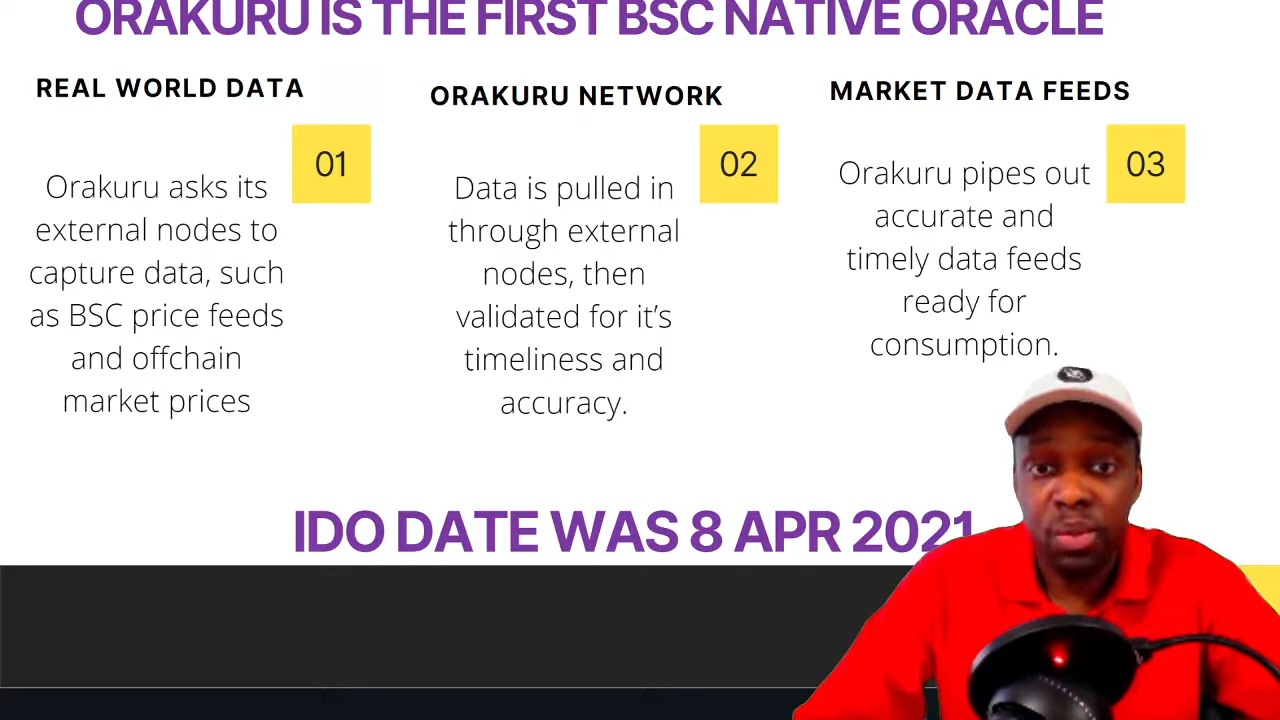 ORAKURU IS THE FIRST BSC NATIVE ORACLE
REAL WORLD DATA
01
Orakuru asks its
external nodes to
capture data, such
as BSC price feeds
and offchain
market prices
ORAKURU NETWORK
02
Data is pulled in
through external
nodes, then
validated for it's
timeliness and
accuracy.
MARKET DATA FEEDS
03
Orakuru pipes out
accurate and
timely data feeds
ready for
consumption.
IDO DATE WAS 8 APR 2021